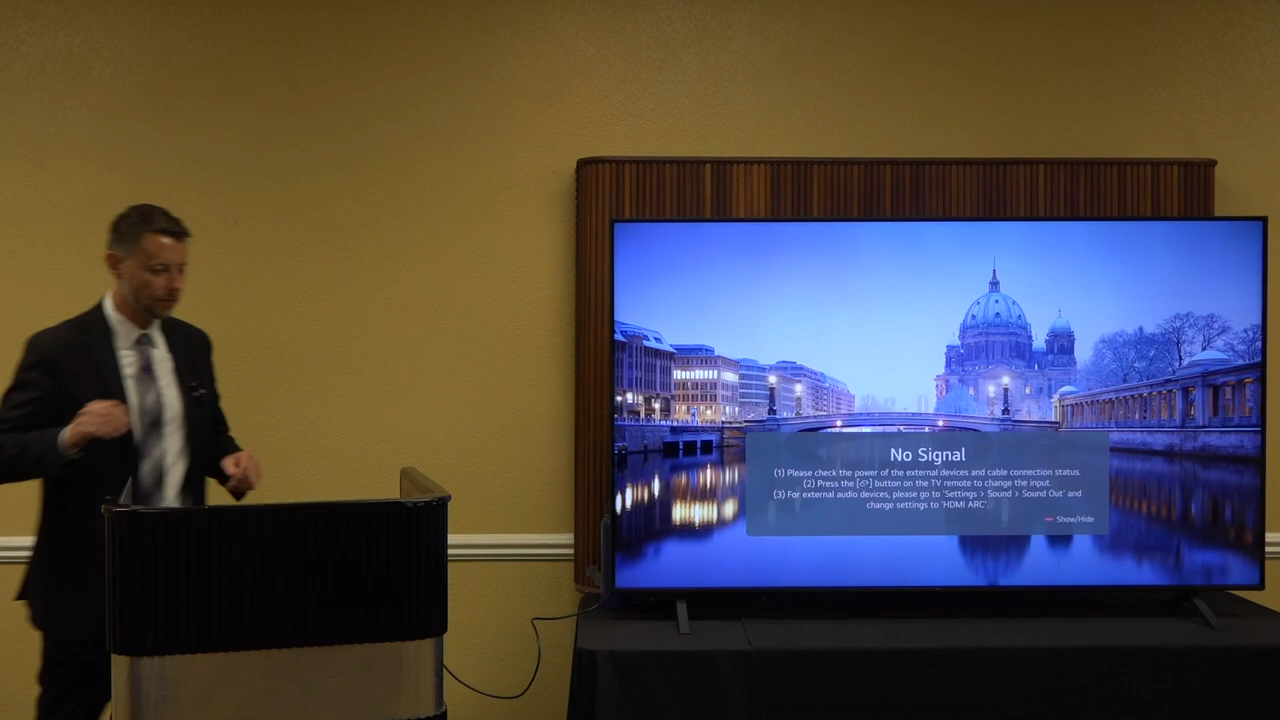 No Signal
(1) Please check the power of the external devices and cable connection status.
(2) Press the [⏎] button on the TV remote to change the input.
(3) For external audio devices, please go to 'Settings > Sound > Sound Out' and
change settings to 'HDMI ARC'.
Show/Hide